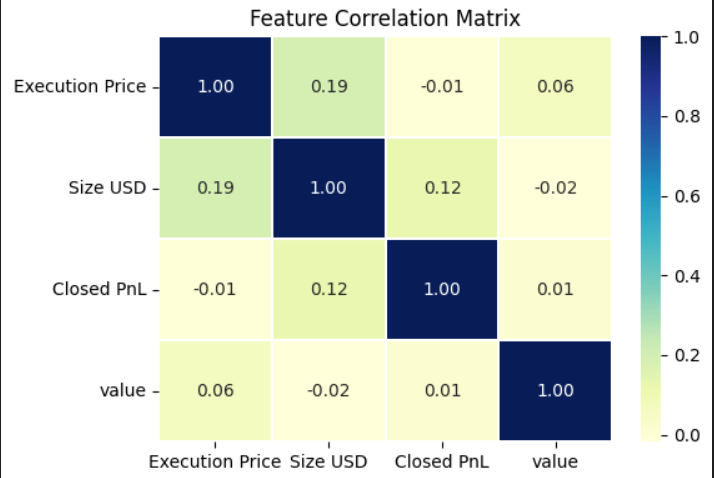 Feature Correlation Matrix
1.0
Execution Price 1.00 0.19 -0.01 0.06
0.8
Size USD 0.19 1.00 0.12 -0.02
0.6
0.4
Closed PnL -0.01 0.12 1.00 0.01
0.2
value 0.06 -0.02 0.01 1.00
0.0
Execution Price Size USD Closed PnL value